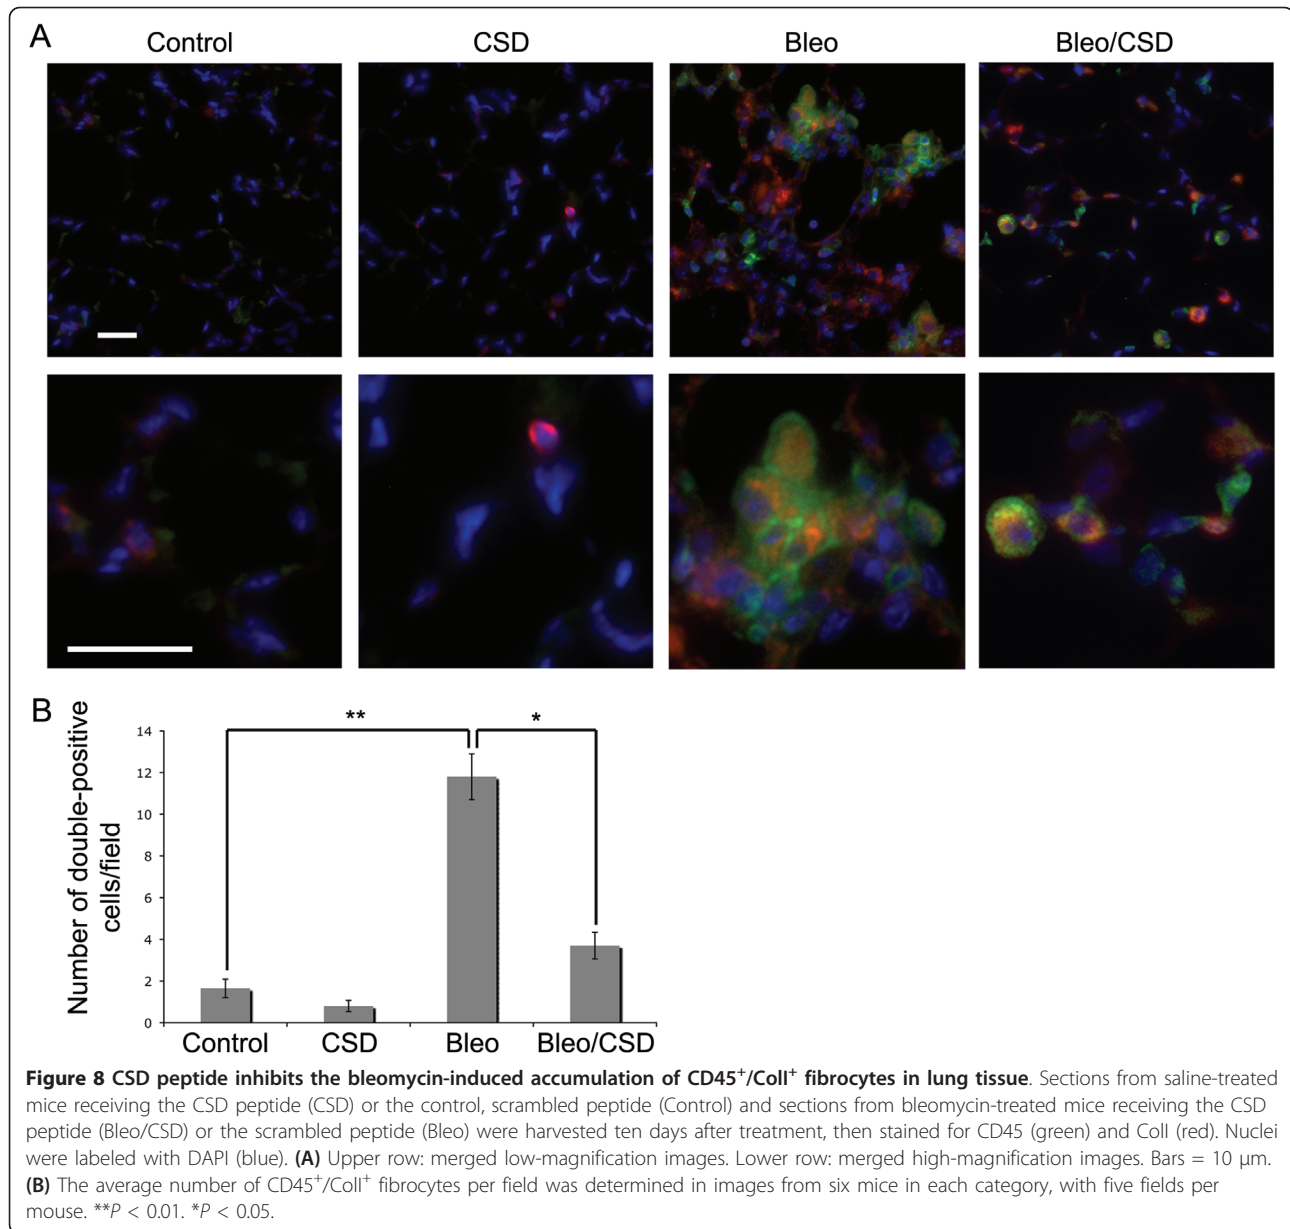 A
Control CSD Bleo Bleo/CSD
B
Number of double-positive
cells/field
** *
14
12
10
8
6
4
2
0
Control CSD Bleo Bleo/CSD
Figure 8 CSD peptide inhibits the bleomycin-induced accumulation of CD45⁺/ColI⁺ fibrocytes in lung tissue. Sections from saline-treated
mice receiving the CSD peptide (CSD) or the control, scrambled peptide (Control) and sections from bleomycin-treated mice receiving the CSD
peptide (Bleo/CSD) or the scrambled peptide (Bleo) were harvested ten days after treatment, then stained for CD45 (green) and ColI (red). Nuclei
were labeled with DAPI (blue). (A) Upper row: merged low-magnification images. Lower row: merged high-magnification images. Bars = 10 μm.
(B) The average number of CD45⁺/ColI⁺ fibrocytes per field was determined in images from six mice in each category, with five fields per
mouse. **P < 0.01. *P < 0.05.